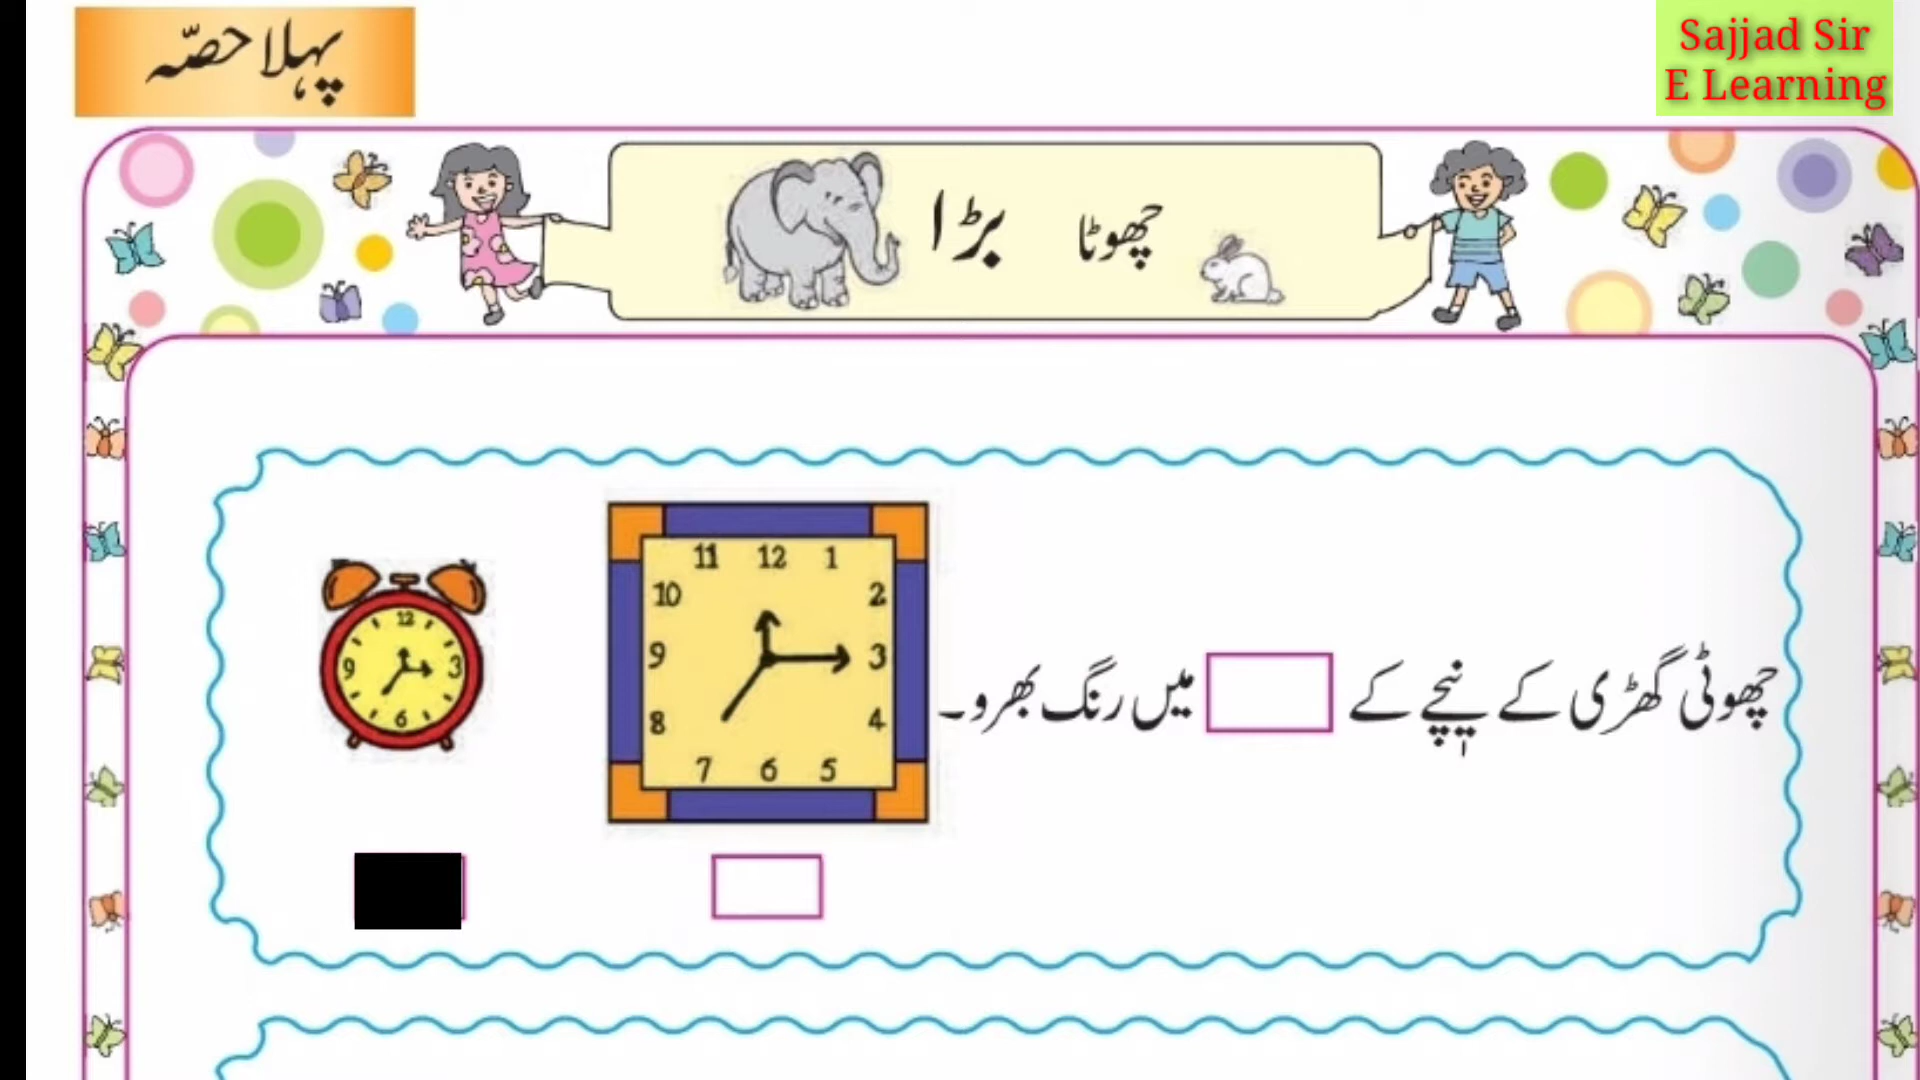 پہلا حصّہ
Sajjad Sir
E Learning
چھوٹا بڑا
12
3
6
9
11 12 1
10 2
9 3
8 4
7 6 5
چھوٹی گھڑی کے نیچے کے میں رنگ بھرو۔